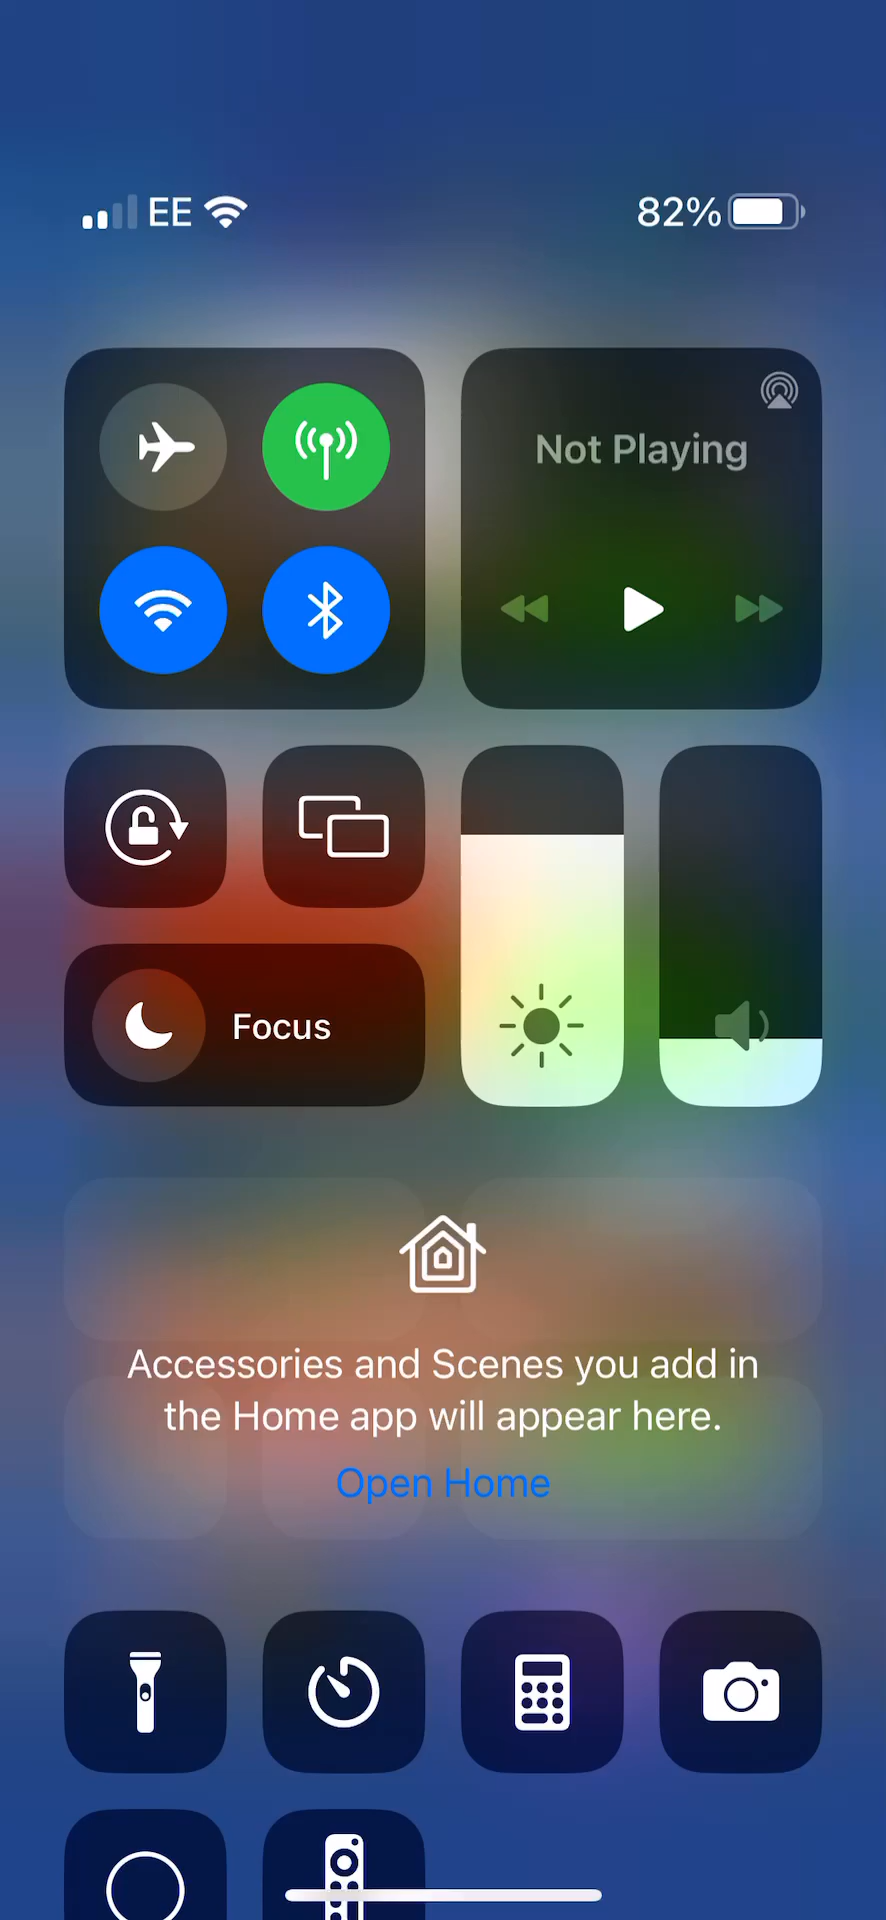 EE
82%
Not Playing
Focus
Accessories and Scenes you add in
the Home app will appear here.
Open Home